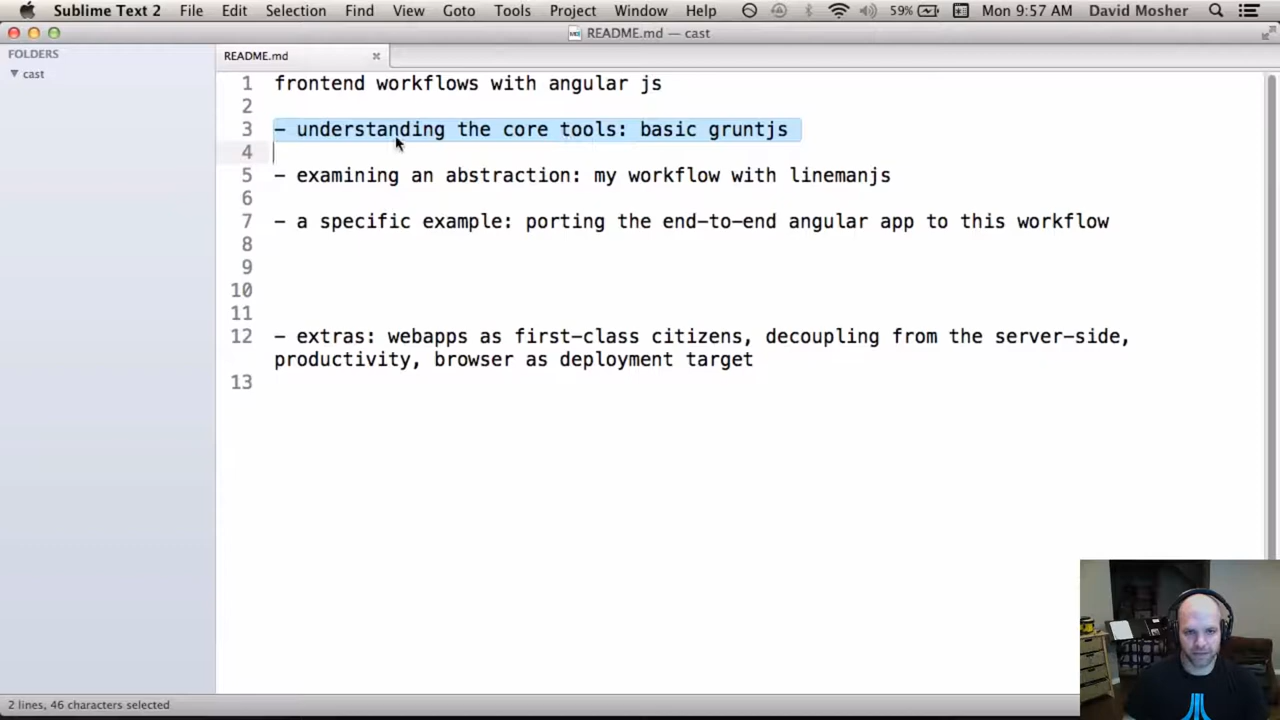 Sublime Text 2 File Edit Selection Find View Goto Tools Project Window Help 59% Mon 9:57 AM David Mosher
README.md — cast
FOLDERS
cast
README.md
1 frontend workflows with angular js
2
3 - understanding the core tools: basic gruntjs
4
5 - examining an abstraction: my workflow with linemanjs
6
7 - a specific example: porting the end-to-end angular app to this workflow
8
9
10
11
12 - extras: webapps as first-class citizens, decoupling from the server-side,
productivity, browser as deployment target
13
2 lines, 46 characters selected